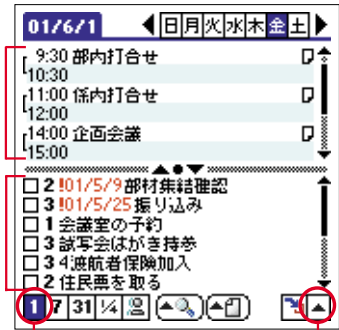 01/6/1 日 月 火 水 木 金 土
9:30 部内打合せ
10:30
11:00 係内打合せ
12:00
14:00 企画会議
15:00
2 !01/5/9 部材集結確認
3 !01/5/25 振り込み
1 会議室の予約
3 試写会はがき持参
3 4渡航者保険加入
2 住民票を取る
1 7 31